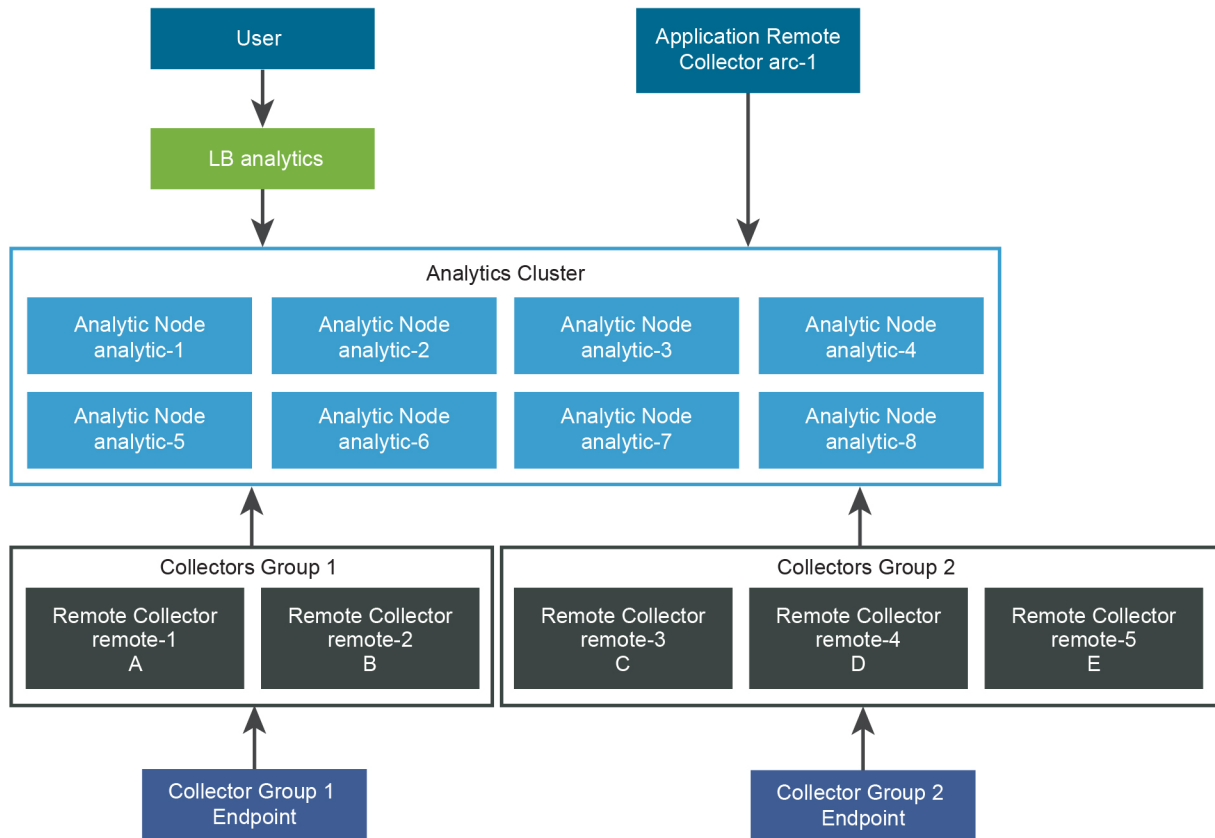 User
Application Remote
Collector arc-1
LB analytics
Analytics Cluster
Analytic Node
analytic-1
Analytic Node
analytic-2
Analytic Node
analytic-3
Analytic Node
analytic-4
Analytic Node
analytic-5
Analytic Node
analytic-6
Analytic Node
analytic-7
Analytic Node
analytic-8
Collectors Group 1
Remote Collector
remote-1
A
Remote Collector
remote-2
B
Collectors Group 2
Remote Collector
remote-3
C
Remote Collector
remote-4
D
Remote Collector
remote-5
E
Collector Group 1
Endpoint
Collector Group 2
Endpoint